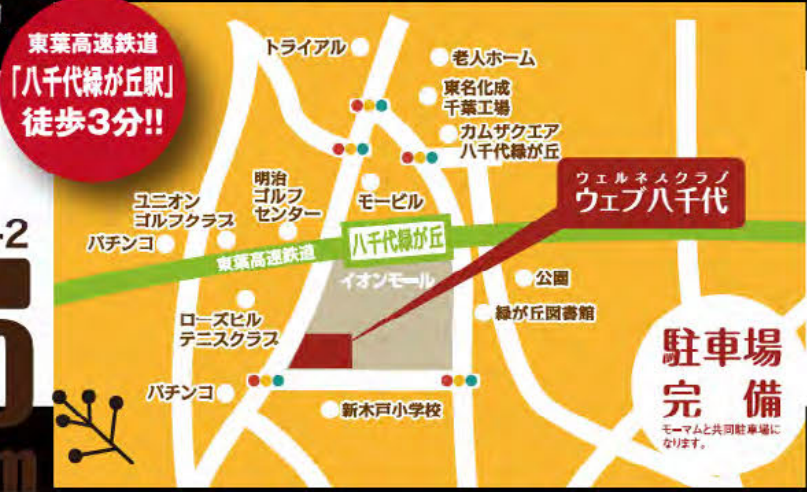 東葉高速鉄道
「八千代緑が丘駅」
徒歩3分!!
トライアル
老人ホーム
東名化成
千葉工場
カムザクエア
八千代緑が丘
明治
ゴルフ
センター
モービル
ウェルネスクラブ
ウェブ八千代
ユニオン
ゴルフクラブ
パチンコ
東葉高速鉄道
八千代緑が丘
イオンモール
公園
緑が丘図書館
ローズヒル
テニスクラブ
パチンコ
新木戸小学校
駐車場
完備
モーマムと共同駐車場に
なります。
-2
m